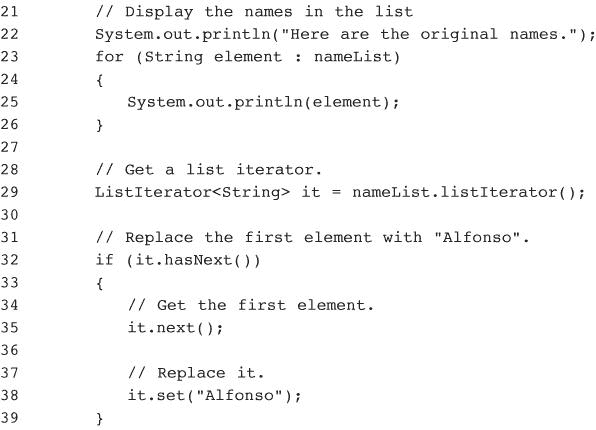 21 // Display the names in the list
22 System.out.println("Here are the original names.");
23 for (String element : nameList)
24 {
25 System.out.println(element);
26 }
27
28 // Get a list iterator.
29 ListIterator<String> it = nameList.listIterator();
30
31 // Replace the first element with "Alfonso".
32 if (it.hasNext())
33 {
34 // Get the first element.
35 it.next();
36
37 // Replace it.
38 it.set("Alfonso");
39 }